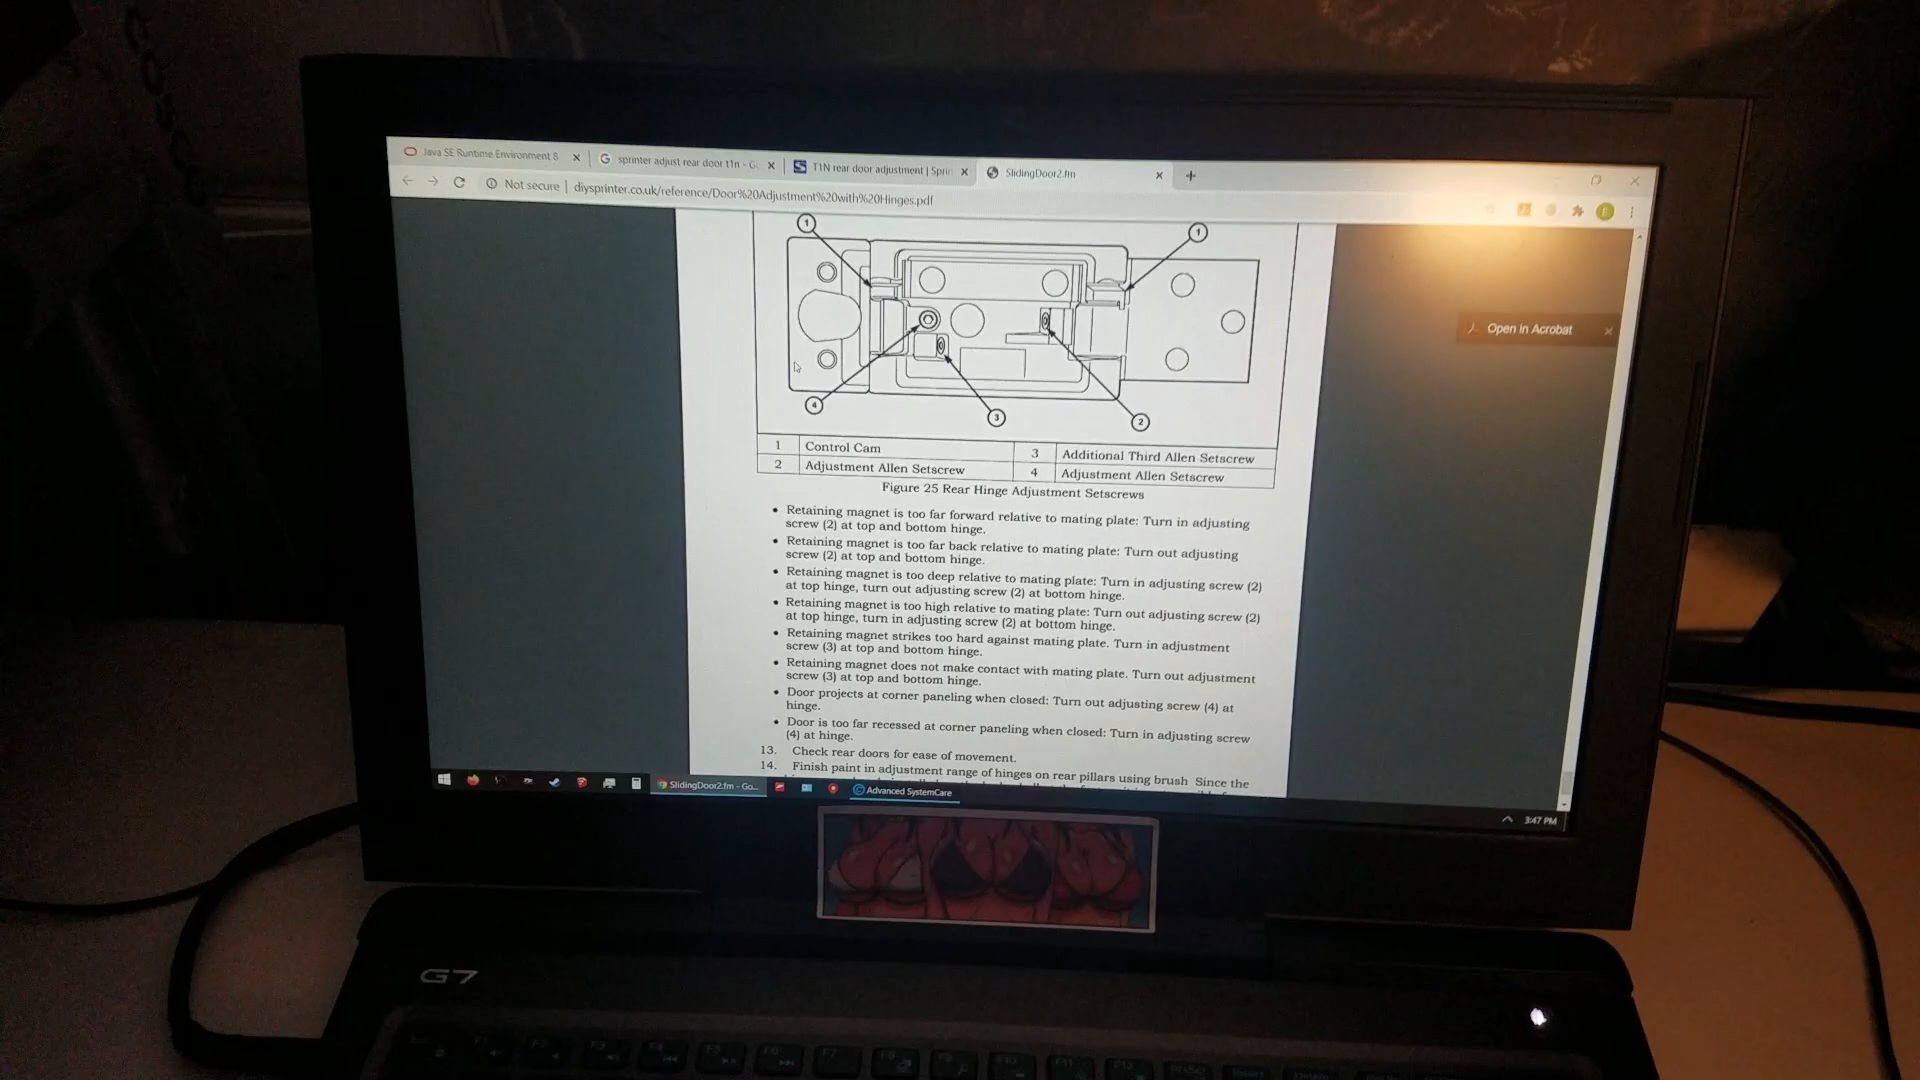 Java SE Runtime Environment 8
sprinter adjust rear door t1n - G
T1N rear door adjustment | Sprin
SlidingDoor2.fm
Not secure | diysprinter.co.uk/reference/Door%20Adjustment%20with%20Hinges.pdf
1
1
Open in Acrobat
4
3
2
1 Control Cam 3 Additional Third Allen Setscrew
2 Adjustment Allen Setscrew 4 Adjustment Allen Setscrew
Figure 25 Rear Hinge Adjustment Setscrews
• Retaining magnet is too far forward relative to mating plate: Turn in adjusting
screw (2) at top and bottom hinge.
• Retaining magnet is too far back relative to mating plate: Turn out adjusting
screw (2) at top and bottom hinge.
• Retaining magnet is too deep relative to mating plate: Turn in adjusting screw (2)
at top hinge, turn out adjusting screw (2) at bottom hinge.
• Retaining magnet is too high relative to mating plate: Turn out adjusting screw (2)
at top hinge, turn in adjusting screw (2) at bottom hinge.
• Retaining magnet strikes too hard against mating plate. Turn in adjustment
screw (3) at top and bottom hinge.
• Retaining magnet does not make contact with mating plate. Turn out adjustment
screw (3) at top and bottom hinge.
• Door projects at corner paneling when closed: Turn out adjusting screw (4) at
hinge.
• Door is too far recessed at corner paneling when closed: Turn in adjusting screw
(4) at hinge.
13. Check rear doors for ease of movement.
14. Finish paint in adjustment range of hinges on rear pillars using brush Since the
SlidingDoor2.fm - Go...
Advanced SystemCare
3:47 PM
G7